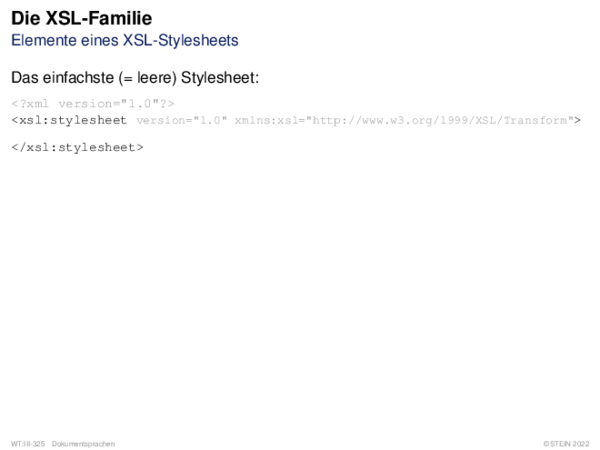 Die XSL-Familie
Elemente eines XSL-Stylesheets
Das einfachste (= leere) Stylesheet:
<?xml version="1.0"?>
<xsl:stylesheet version="1.0" xmlns:xsl="http://www.w3.org/1999/XSL/Transform">
</xsl:stylesheet>
WT:III-325 Dokumentsprachen
©STEIN 2022